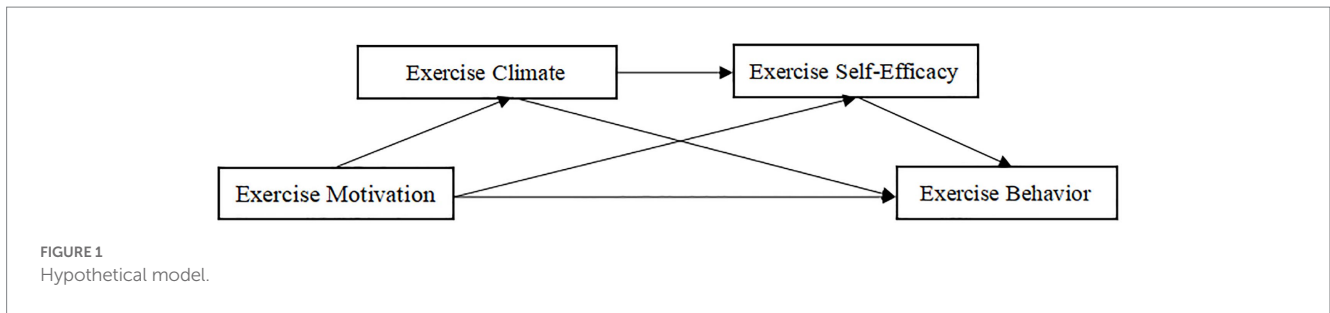 Exercise Climate
Exercise Self-Efficacy
Exercise Motivation
Exercise Behavior
FIGURE 1
Hypothetical model.